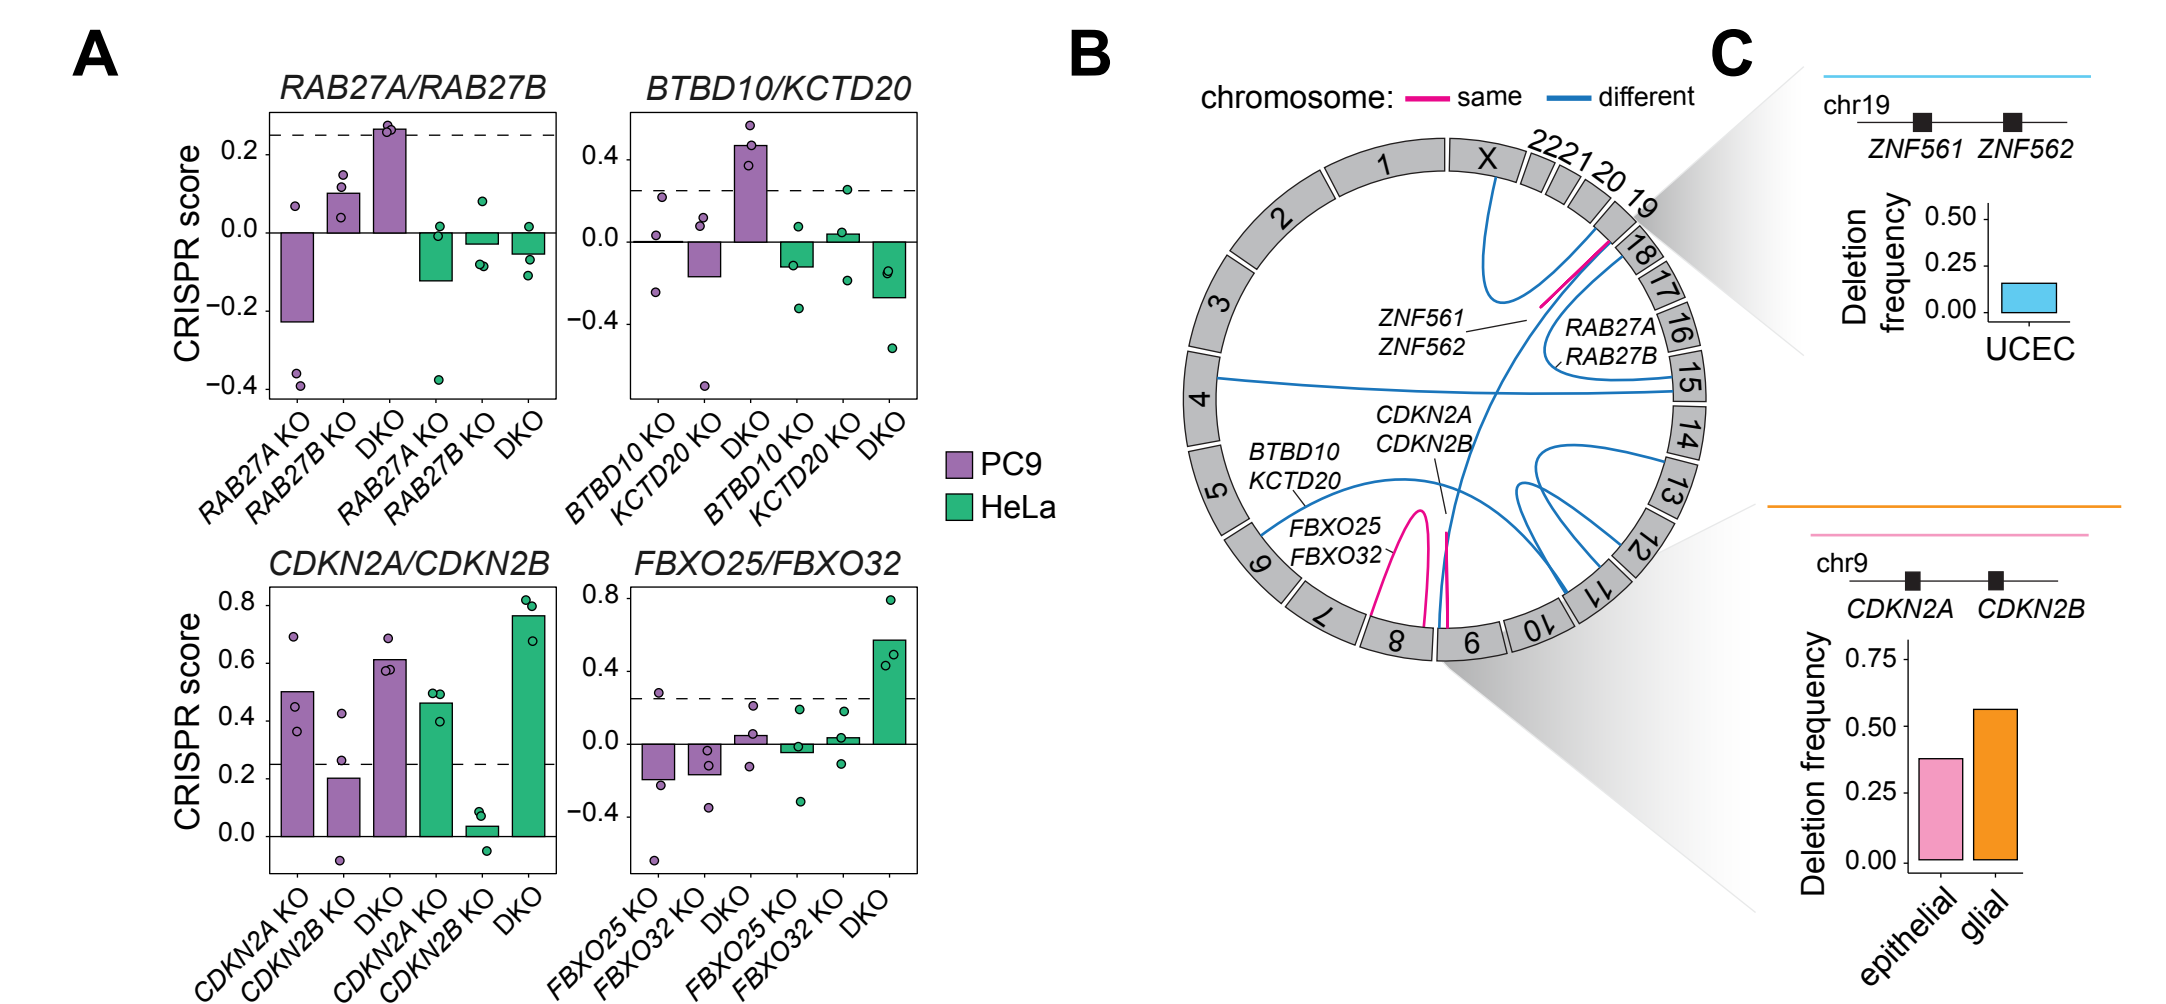 A
RAB27A/RAB27B
CRISPR score
0.2
0.0
−0.2
−0.4
RAB27A KO
RAB27B KO
DKO
RAB27A KO
RAB27B KO
DKO
BTBD10/KCTD20
0.4
0.0
−0.4
BTBD10 KO
KCTD20 KO
DKO
BTBD10 KO
KCTD20 KO
DKO
PC9
HeLa
CDKN2A/CDKN2B
CRISPR score
0.8
0.6
0.4
0.2
0.0
CDKN2A KO
CDKN2B KO
DKO
CDKN2A KO
CDKN2B KO
DKO
FBXO25/FBXO32
0.8
0.4
0.0
−0.4
FBXO25 KO
FBXO32 KO
DKO
FBXO25 KO
FBXO32 KO
DKO
B
chromosome: same different
1
2
3
4
5
6
7
8
9
10
11
12
13
14
15
16
17
18
19
20
21
22
X
ZNF561
ZNF562
RAB27A
RAB27B
CDKN2A
CDKN2B
BTBD10
KCTD20
FBXO25
FBXO32
C
chr19
ZNF561 ZNF562
Deletion
frequency
0.50
0.25
0.00
UCEC
chr9
CDKN2A CDKN2B
Deletion frequency
0.75
0.50
0.25
0.00
epithelial
glial